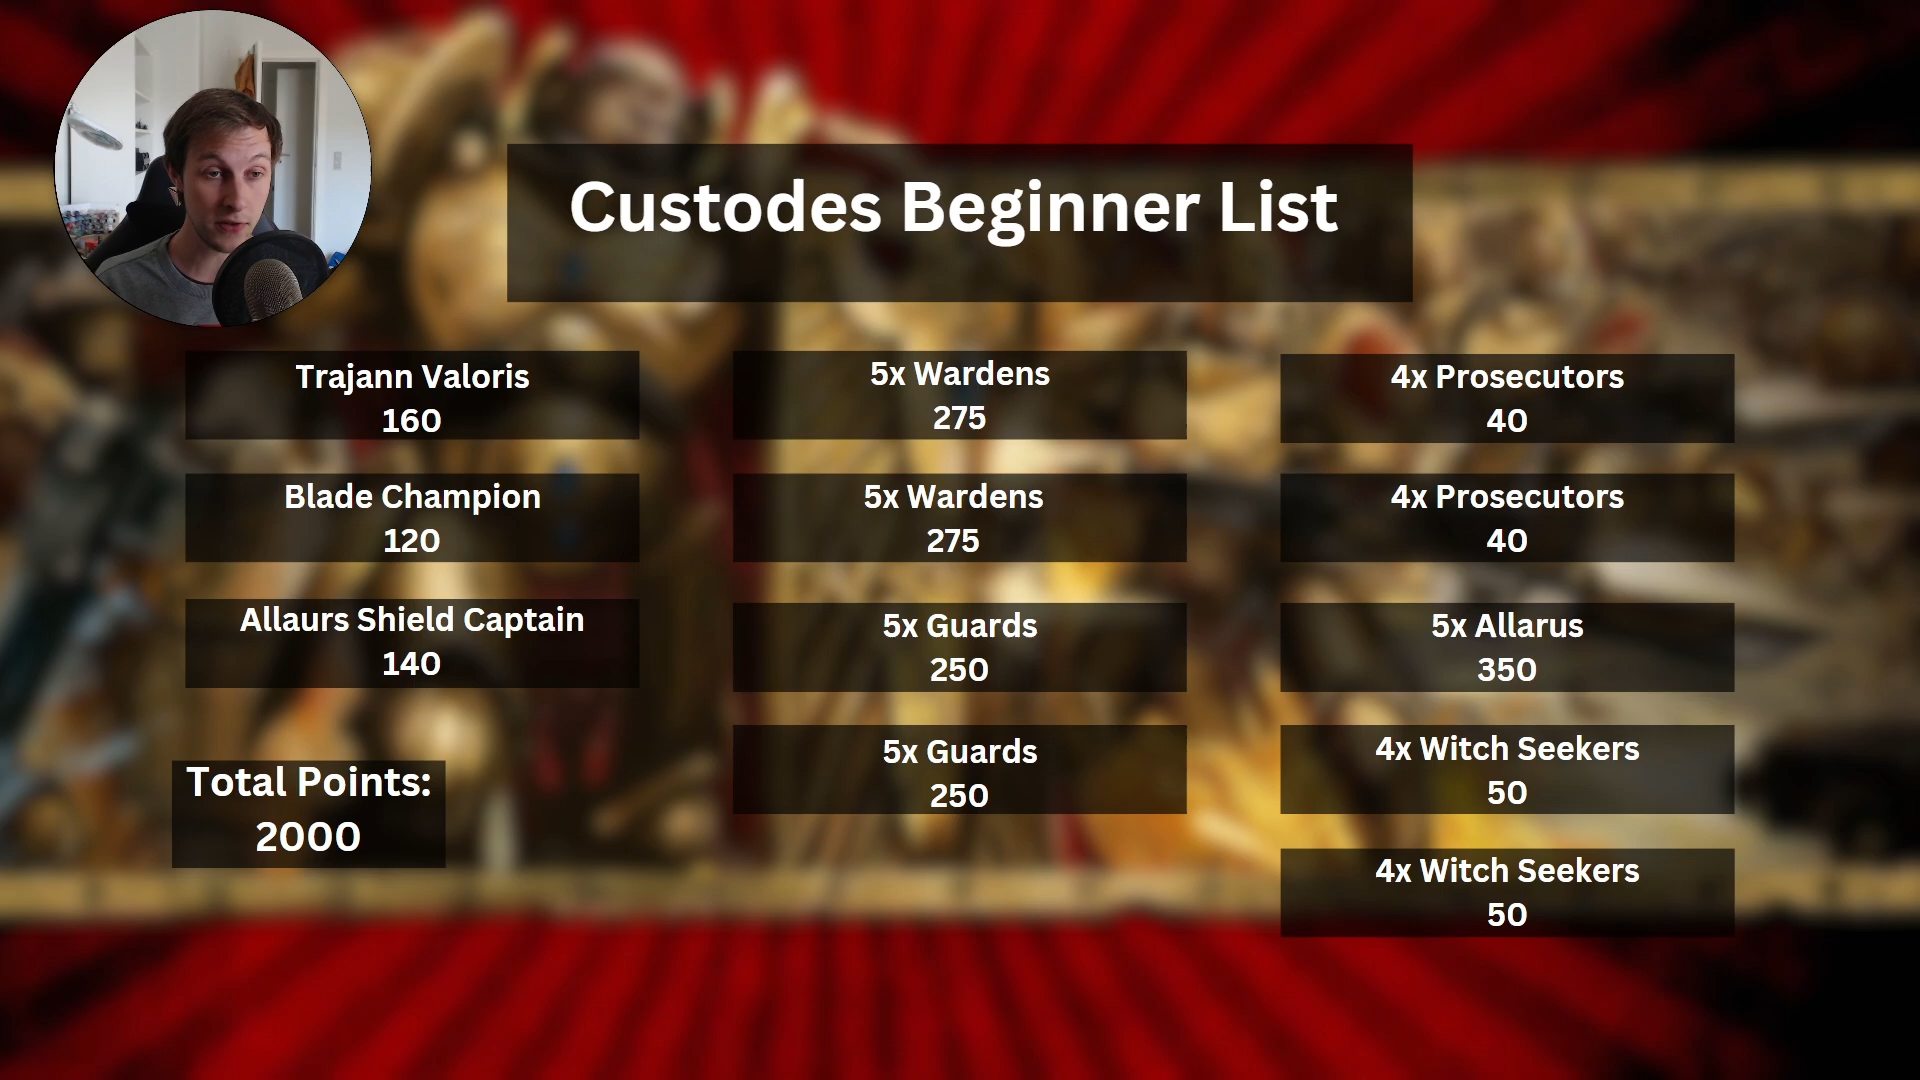 Custodes Beginner List
Trajann Valoris
160
Blade Champion
120
Allaurs Shield Captain
140
Total Points:
2000
5x Wardens
275
5x Wardens
275
5x Guards
250
5x Guards
250
4x Prosecutors
40
4x Prosecutors
40
5x Allarus
350
4x Witch Seekers
50
4x Witch Seekers
50